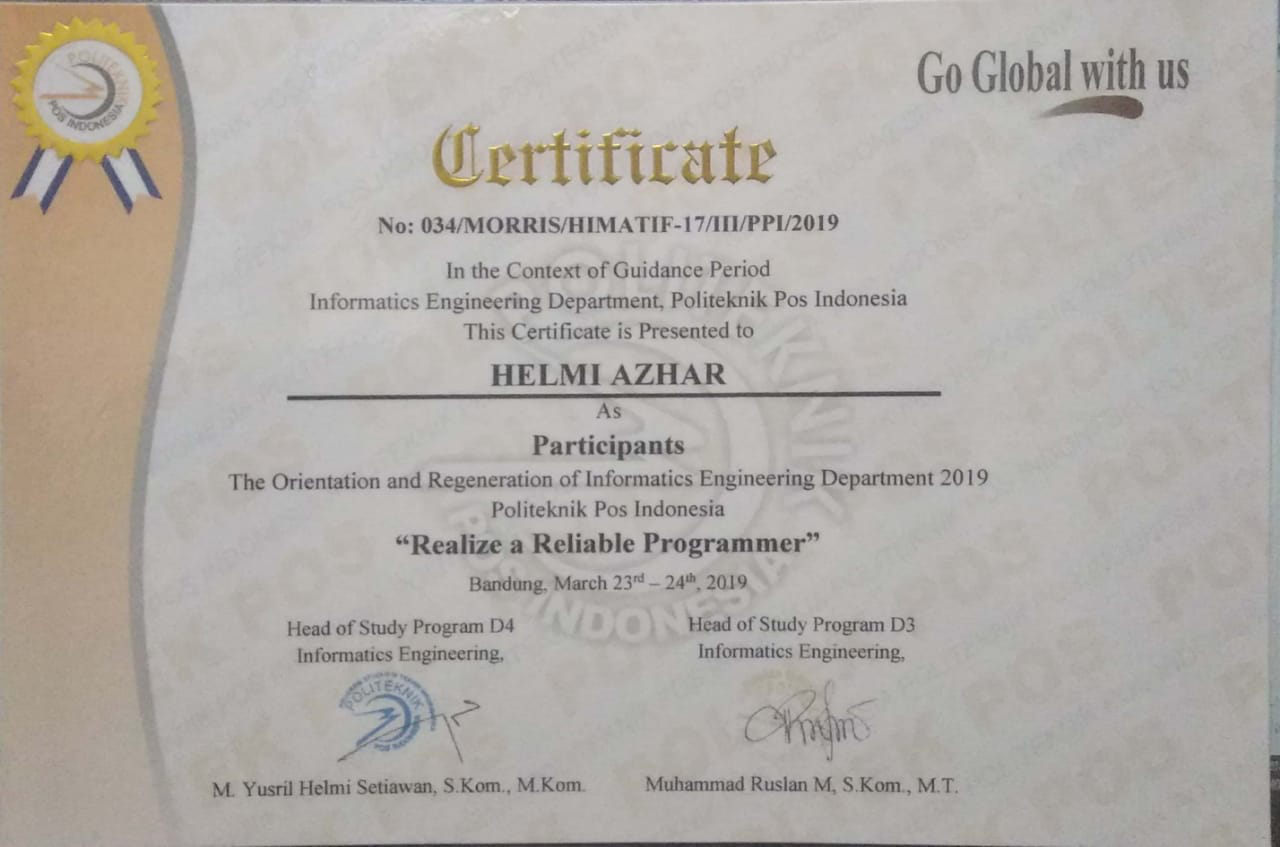 POLITEKNIK
POS INDONESIA
Go Global with us
Certificate
No: 034/MORRIS/HIMATIF-17/III/PPI/2019
In the Context of Guidance Period
Informatics Engineering Department, Politeknik Pos Indonesia
This Certificate is Presented to
HELMI AZHAR
As
Participants
The Orientation and Regeneration of Informatics Engineering Department 2019
Politeknik Pos Indonesia
“Realize a Reliable Programmer”
Bandung, March 23rd – 24th, 2019
Head of Study Program D4
Informatics Engineering,
Head of Study Program D3
Informatics Engineering,
POLITEKNIK
POS INDONESIA
M. Yusril Helmi Setiawan, S.Kom., M.Kom.
Muhammad Ruslan M, S.Kom., M.T.